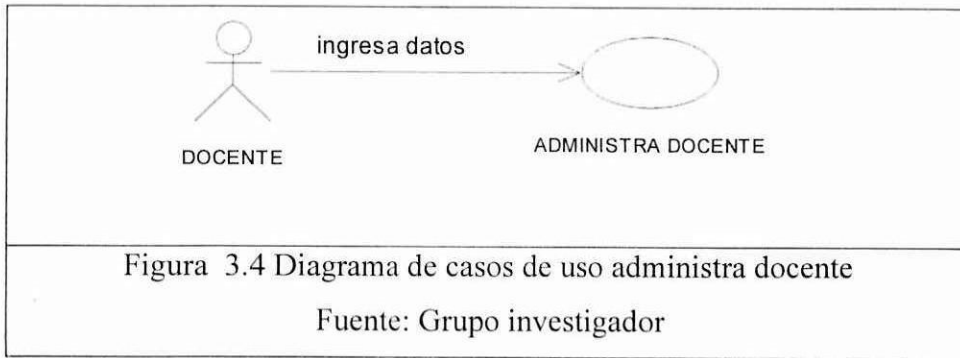 ingresa datos
DOCENTE
ADMINISTRA DOCENTE
Figura 3.4 Diagrama de casos de uso administra docente
Fuente: Grupo investigador